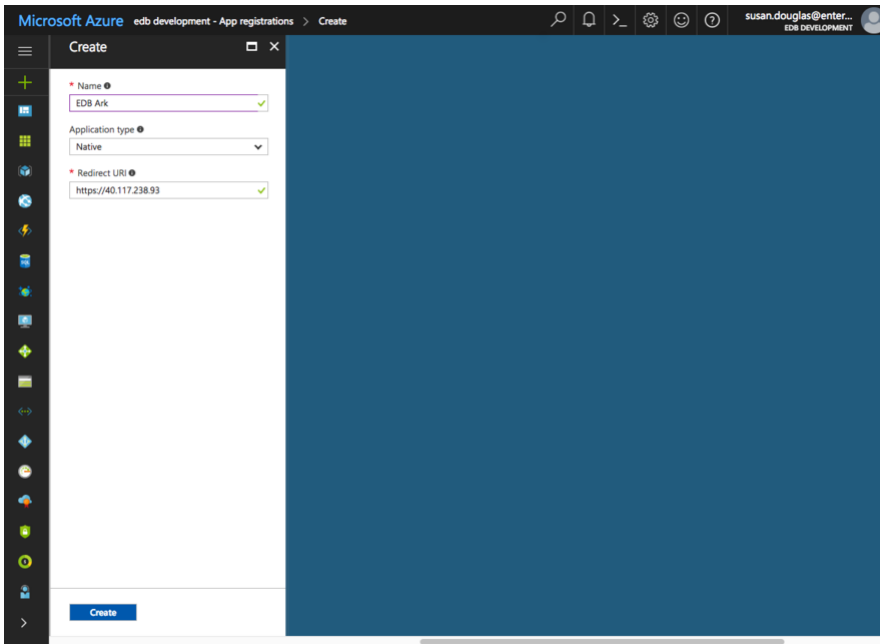 Microsoft Azure edb development - App registrations > Create
susan.douglas@enter...
EDB DEVELOPMENT
Create
* Name
EDB Ark
Application type
Native
* Redirect URI
https://40.117.238.93
Create